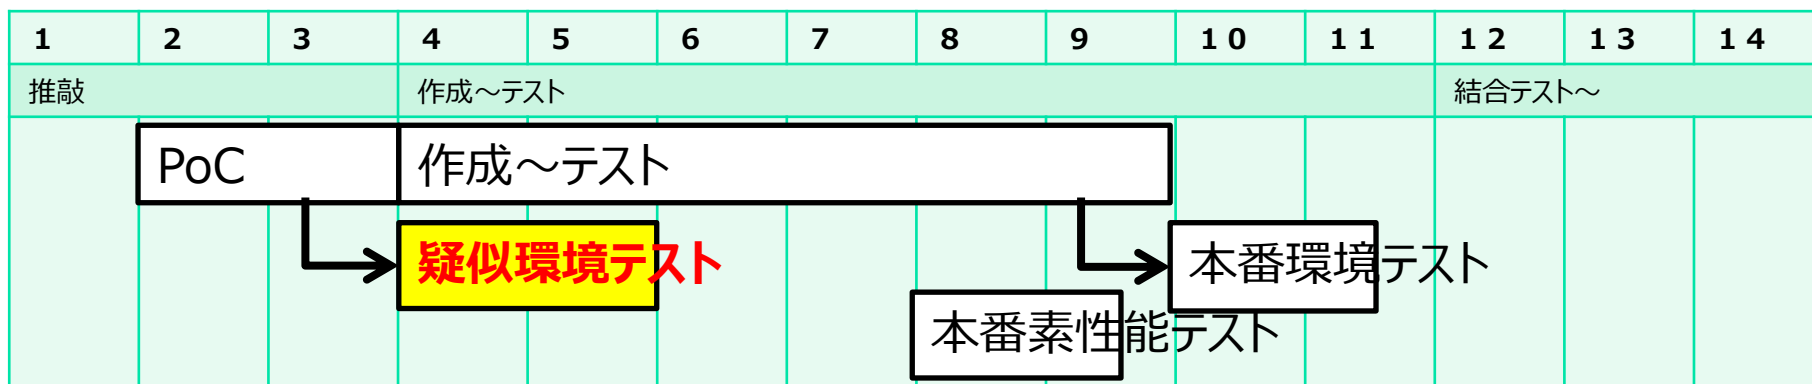 1 2 3 4 5 6 7 8 9 10 11 12 13 14
推敲 作成～テスト 結合テスト～
PoC 作成～テスト
疑似環境テスト 本番環境テスト
本番素性能テスト